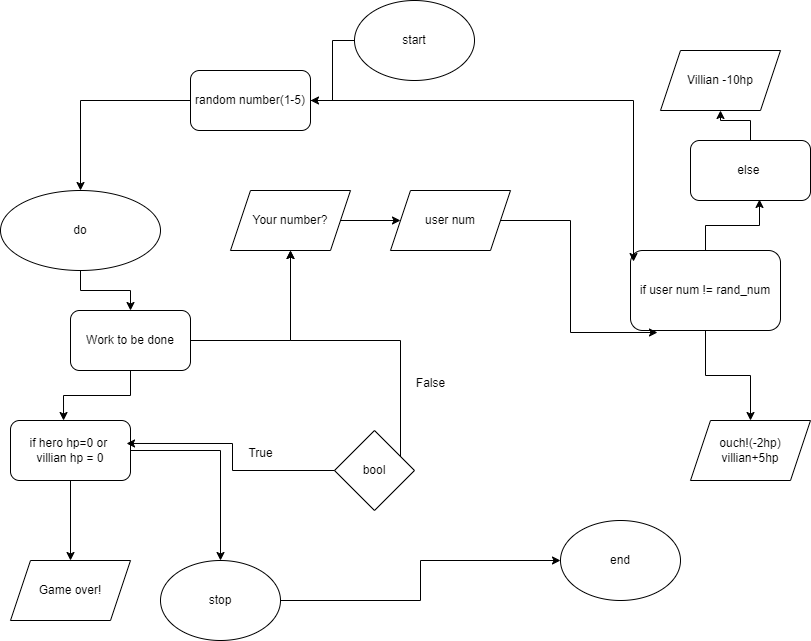 start
Villian -10hp
random number(1-5)
else
Your number?
user num
do
if user num != rand_num
Work to be done
False
if hero hp=0 or
villian hp = 0
True
bool
ouch!(-2hp)
villian+5hp
Game over!
stop
end